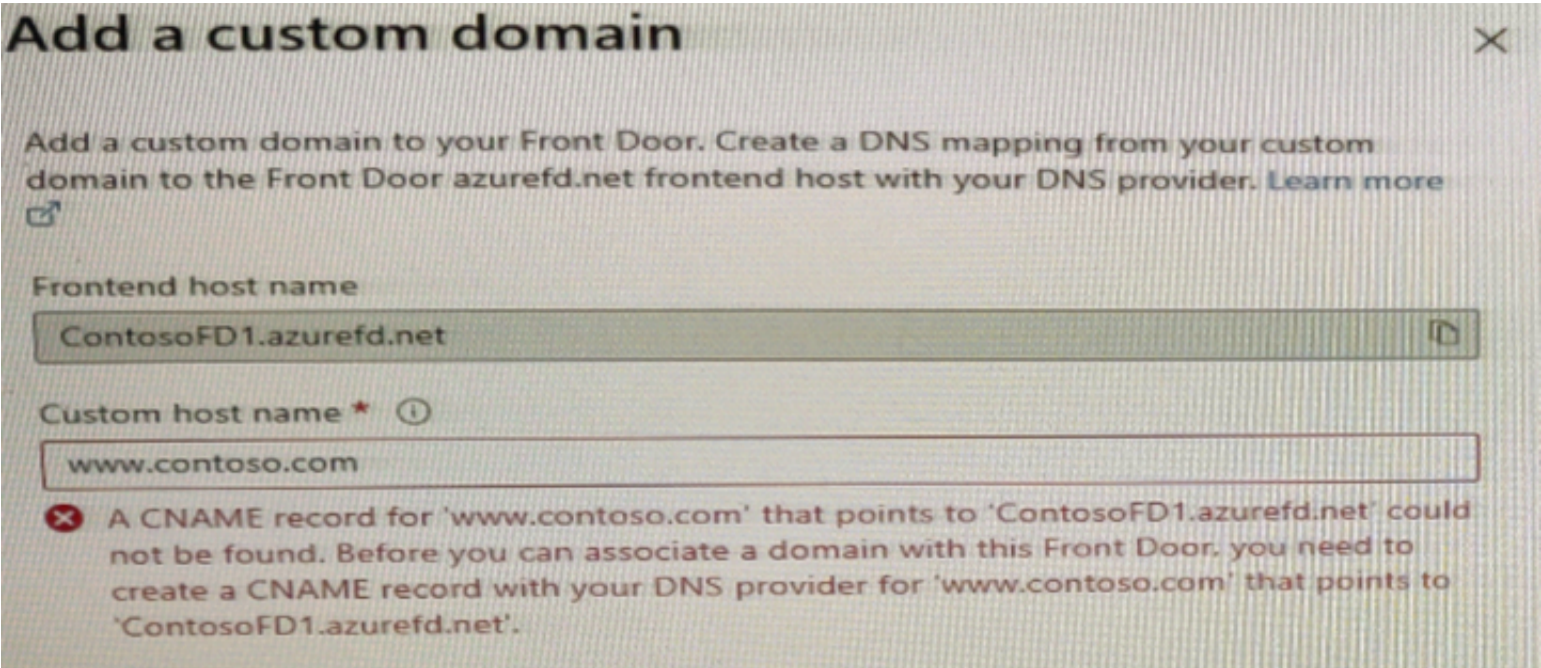 Add a custom domain
Add a custom domain to your Front Door. Create a DNS mapping from your custom
domain to the Front Door azurefd.net frontend host with your DNS provider. Learn more
Frontend host name
ContosoFD1.azurefd.net
Custom host name *
www.contoso.com
A CNAME record for 'www.contoso.com' that points to 'ContosoFD1.azurefd.net' could
not be found. Before you can associate a domain with this Front Door, you need to
create a CNAME record with your DNS provider for 'www.contoso.com' that points to
'ContosoFD1.azurefd.net'.